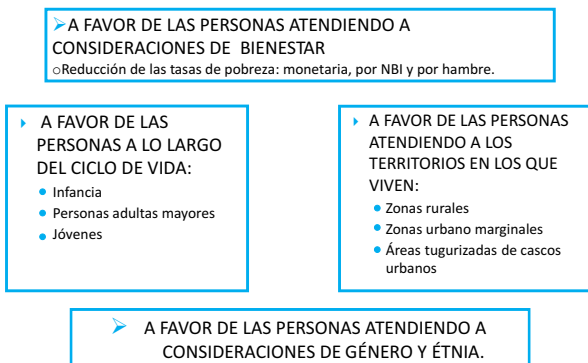 ➢A FAVOR DE LAS PERSONAS ATENDIENDO A
CONSIDERACIONES DE BIENESTAR
oReducción de las tasas de pobreza: monetaria, por NBI y por hambre.
A FAVOR DE LAS
PERSONAS A LO LARGO
DEL CICLO DE VIDA:
• Infancia
• Personas adultas mayores
• Jóvenes
A FAVOR DE LAS PERSONAS
ATENDIENDO A LOS
TERRITORIOS EN LOS QUE
VIVEN:
• Zonas rurales
• Zonas urbano marginales
• Áreas tugurizadas de cascos
urbanos
➢ A FAVOR DE LAS PERSONAS ATENDIENDO A
CONSIDERACIONES DE GÉNERO Y ÉTNIA.